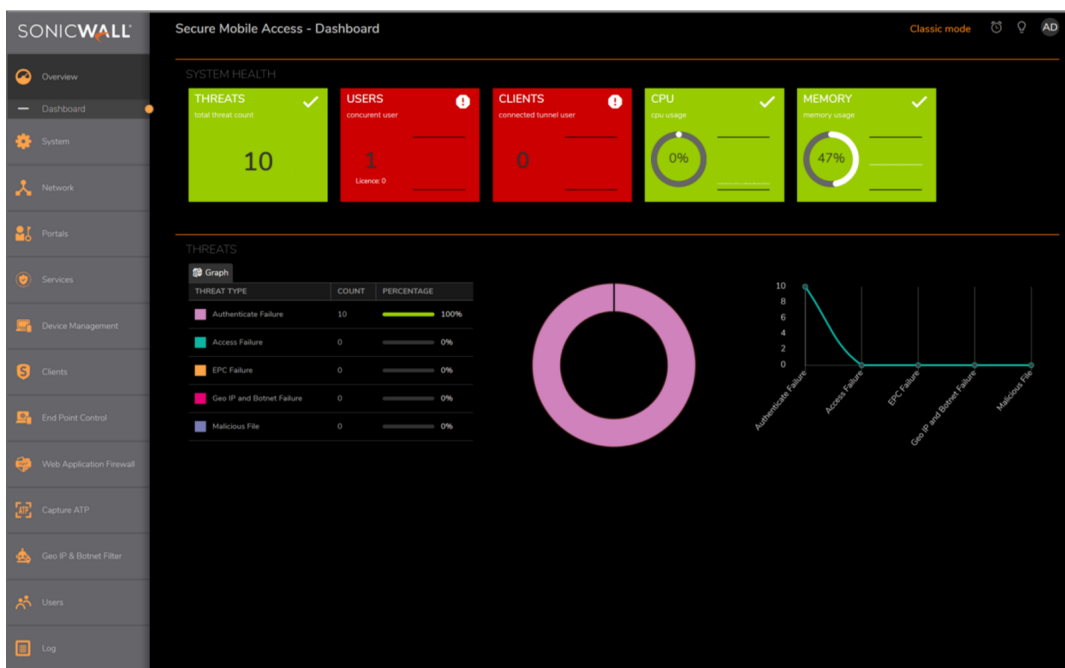 SONICWALL
Secure Mobile Access - Dashboard
Classic mode
AD
Overview
Dashboard
System
Network
Portals
Services
Device Management
Clients
End Point Control
Web Application Firewall
Capture ATP
Geo IP & Botnet Filter
Users
Log
SYSTEM HEALTH
THREATS
total threat count
10
USERS
concurent user
1
Licence: 0
CLIENTS
connected tunnel user
0
CPU
cpu usage
0%
MEMORY
memory usage
47%
THREATS
Graph
THREAT TYPE COUNT PERCENTAGE
Authenticate Failure 10 100%
Access Failure 0 0%
EPC Failure 0 0%
Geo IP and Botnet Failure 0 0%
Malicious File 0 0%
10
8
6
4
2
0
Authenticate Failure
Access Failure
EPC Failure
Geo IP and Botnet Failure
Malicious File